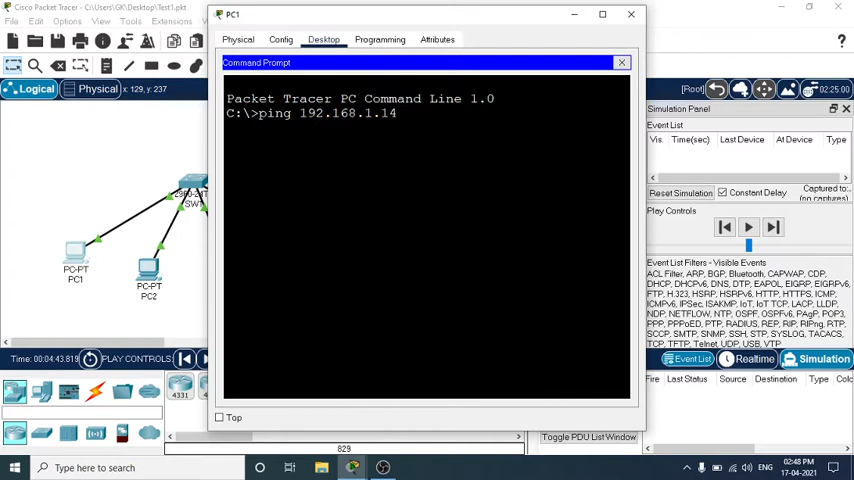 Cisco Packet Tracer - C:\Users\GK\Desktop\Test1.pkt
File Edit Options View Tools Extensions
Logical Physical x: 129, y: 237
PC1
Physical Config Desktop Programming Attributes
Command Prompt
Packet Tracer PC Command Line 1.0
C:\>ping 192.168.1.14
Top
SW1
PC-PT
PC1
PC-PT
PC2
[Root] 02:25:00
Simulation Panel
Event List
Vis. Time(sec) Last Device At Device Type
Reset Simulation Constant Delay Captured to:
(no captures)
Play Controls
Event List Filters - Visible Events
ACL Filter, ARP, BGP, Bluetooth, CAPWAP, CDP,
DHCP, DHCPv6, DNS, DTP, EAPOL, EIGRP, EIGRPv6,
FTP, H.323, HSRP, HSRPv6, HTTP, HTTPS, ICMP,
ICMPv6, IPSec, ISAKMP, IoT, IoT TCP, LACP, LLDP,
NDP, NETFLOW, NTP, OSPF, OSPFv6, PAgP, POP3,
PPP, PPPoED, PTP, RADIUS, REP, RIP, RIPng, RTP,
SCCP, SMTP, SNMP, SSH, STP, SYSLOG, TACACS,
TCP, TFTP, Telnet, UDP, USB, VTP
Event List Realtime Simulation
Time: 00:04:43.819 PLAY CONTROLS:
Fire Last Status Source Destination Type
4331
829
Toggle PDU List Window
Type here to search
ENG
02:48 PM
17-04-2021